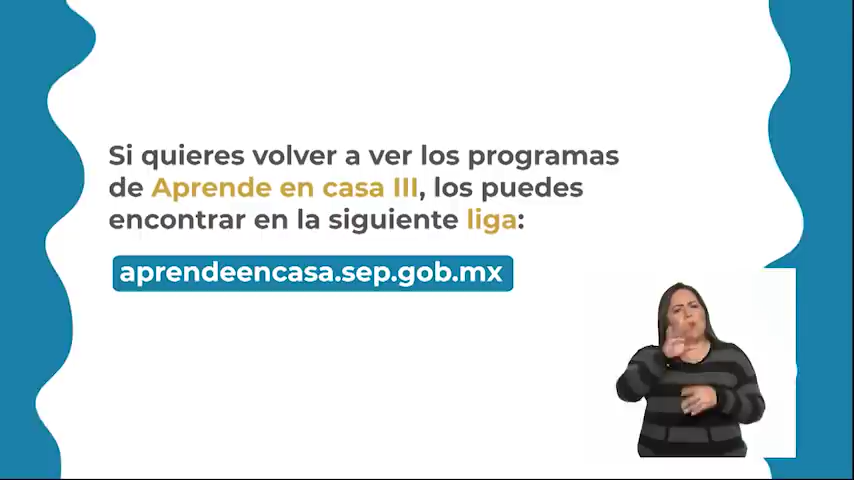 Si quieres volver a ver los programas
de Aprende en casa III, los puedes
encontrar en la siguiente liga:
aprendeencasa.sep.gob.mx